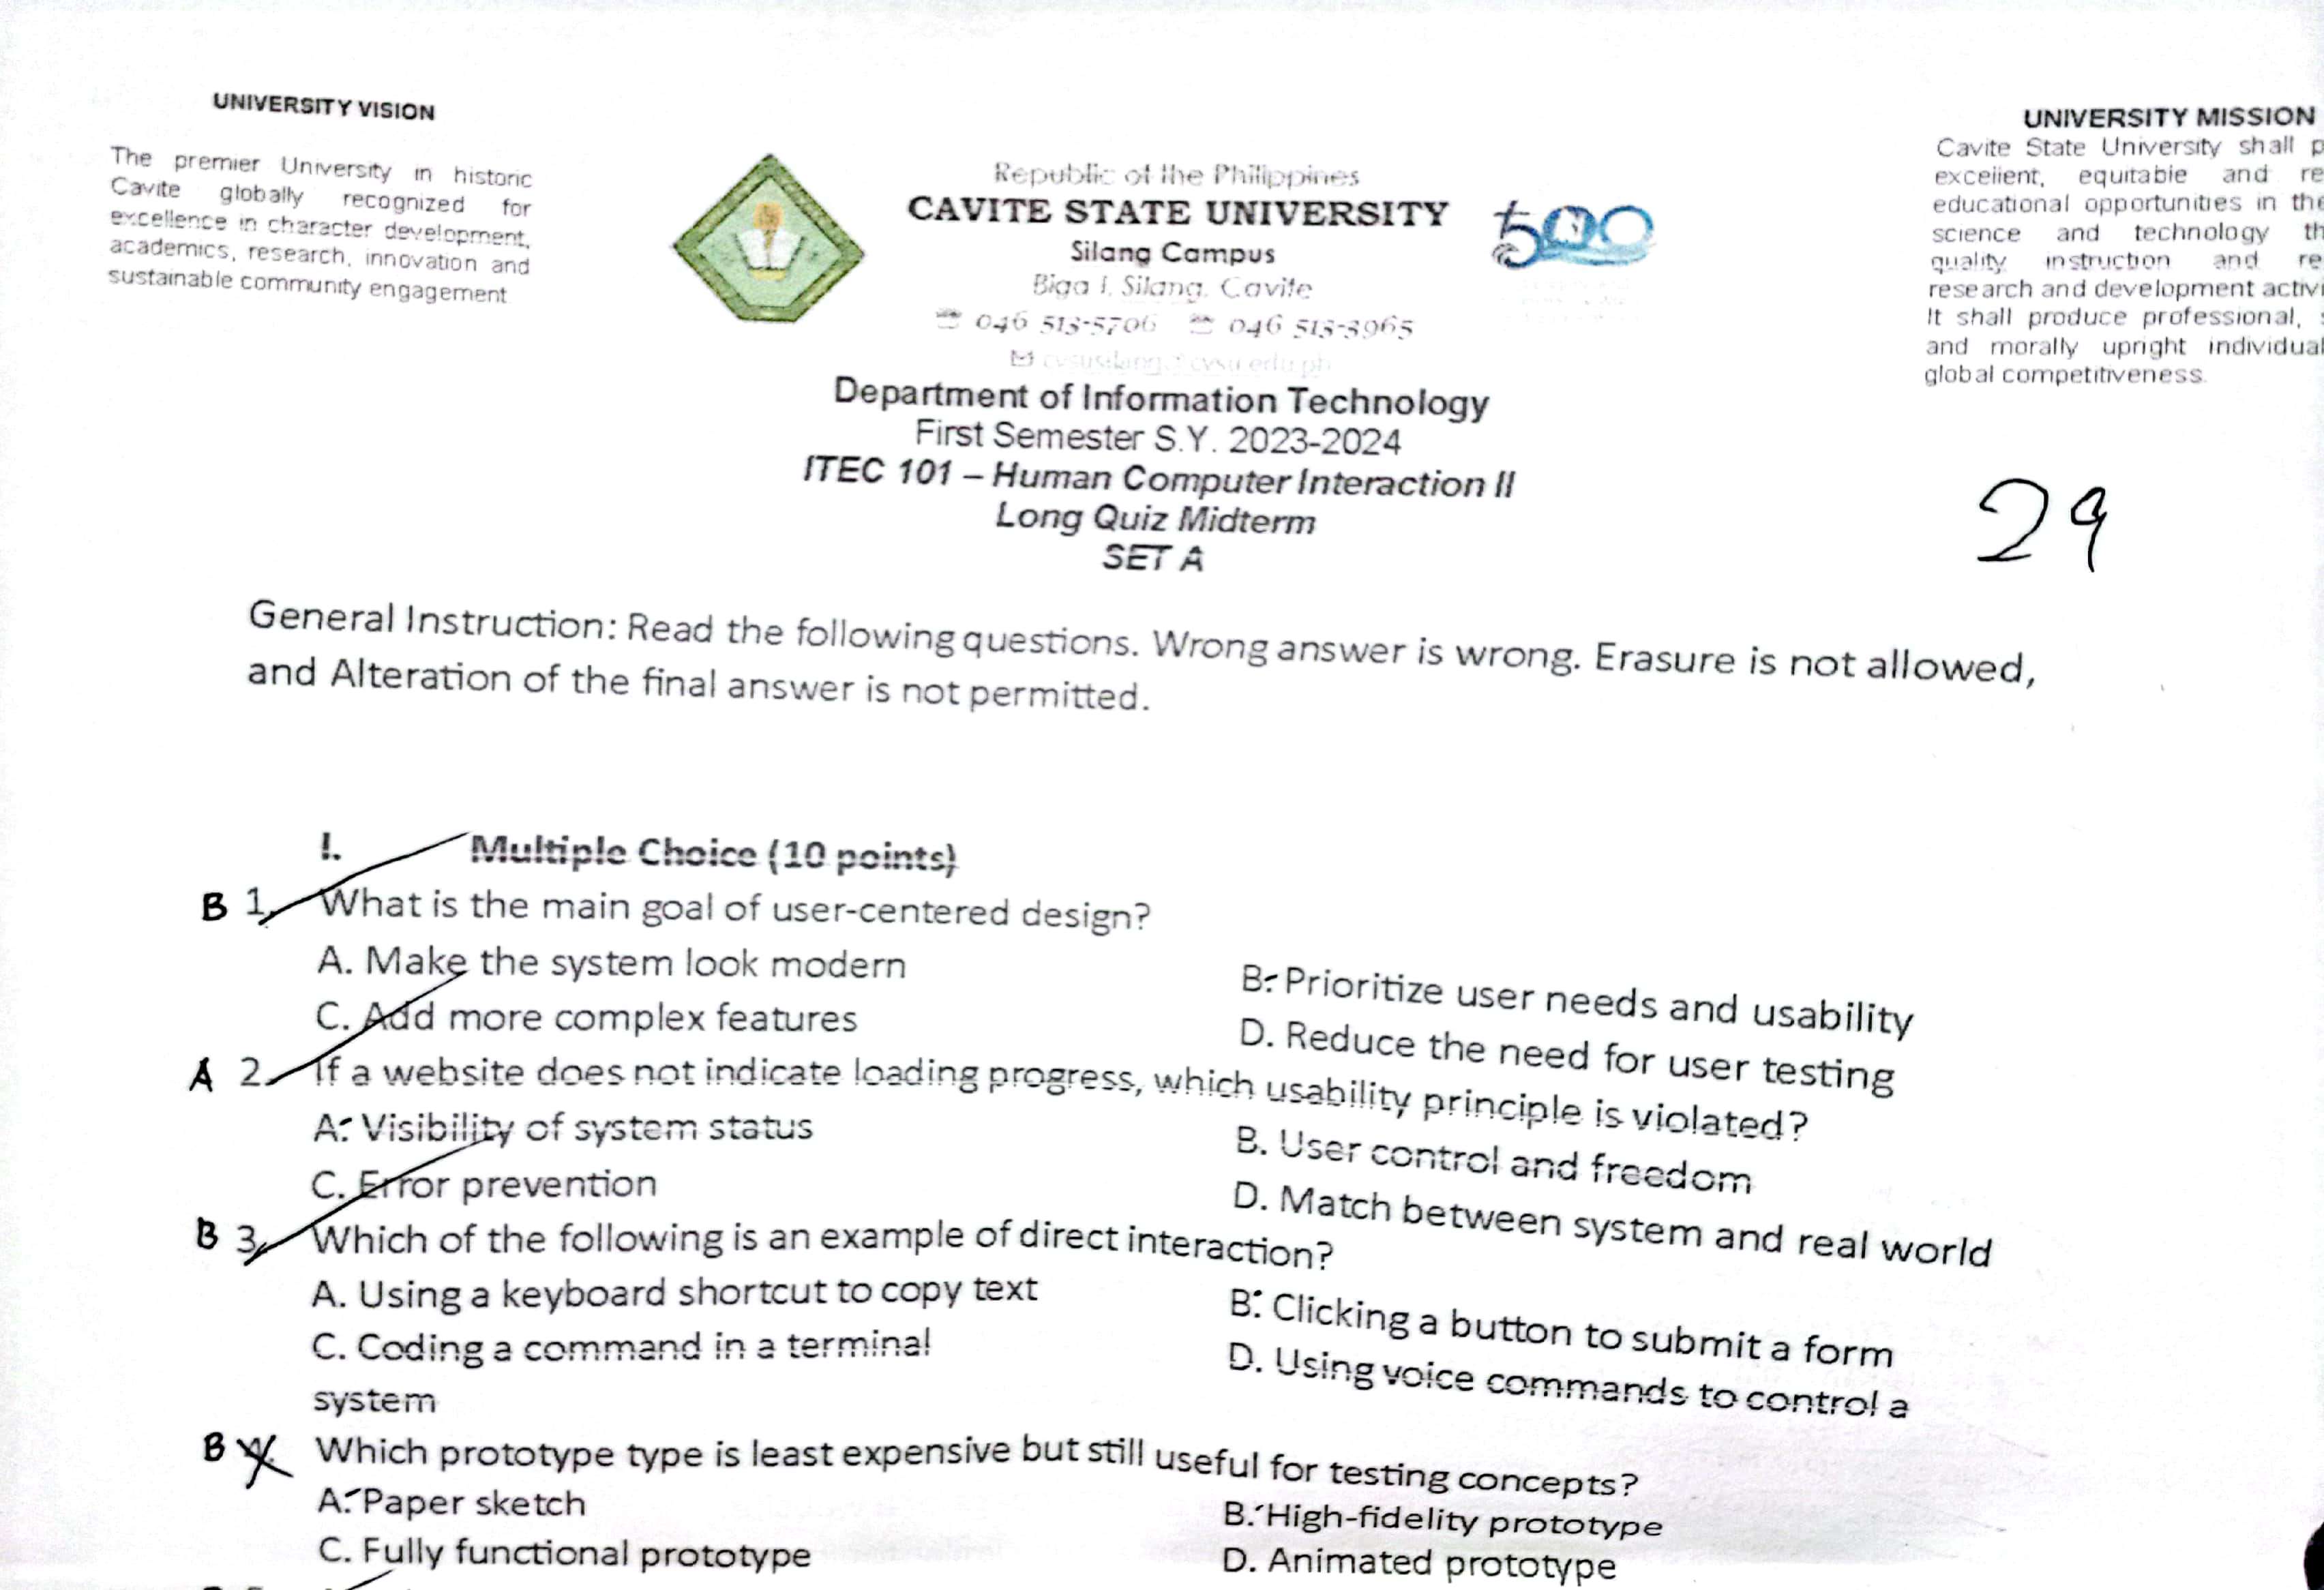 UNIVERSITY VISION
The premier University in historic
Cavite globally recognized for
excellence in character development,
academics, research, innovation and
sustainable community engagement
Republic of the Philippines
CAVITE STATE UNIVERSITY
Silang Campus
Biga I, Silang, Cavite
☎ 046 513-5706 ☎ 046 513-3965
500
UNIVERSITY MISSION
Cavite State University shall p
excellent, equitable and re
educational opportunities in the
science and technology th
quality instruction and re
research and development activi
It shall produce professional, s
and morally upright individual
global competitiveness.
Department of Information Technology
First Semester S.Y. 2023-2024
ITEC 101 – Human Computer Interaction II
Long Quiz Midterm
SET A
29
General Instruction: Read the following questions. Wrong answer is wrong. Erasure is not allowed,
and Alteration of the final answer is not permitted.
I. Multiple Choice (10 points)
B 1. What is the main goal of user-centered design?
A. Make the system look modern B. Prioritize user needs and usability
C. Add more complex features D. Reduce the need for user testing
A 2. If a website does not indicate loading progress, which usability principle is violated?
A. Visibility of system status B. User control and freedom
C. Error prevention D. Match between system and real world
B 3. Which of the following is an example of direct interaction?
A. Using a keyboard shortcut to copy text B. Clicking a button to submit a form
C. Coding a command in a terminal D. Using voice commands to control a
system
B 4. Which prototype type is least expensive but still useful for testing concepts?
A. Paper sketch B. High-fidelity prototype
C. Fully functional prototype D. Animated prototype